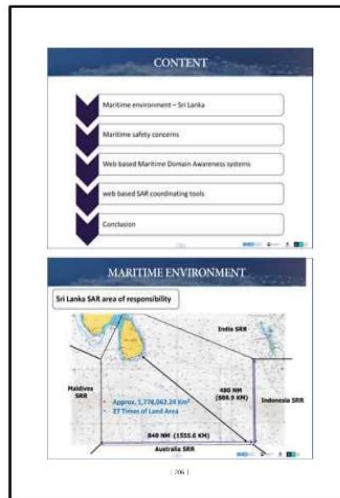 CONTENT
Maritime environment – Sri Lanka
Maritime safety concerns
Web based Maritime Domain Awareness systems
web based SAR coordinating tools
Conclusion
MARITIME ENVIRONMENT
Sri Lanka SAR area of responsibility
India SRR
Maldives
SRR
• Approx. 1,778,062.24 Km²
• 27 Times of Land Area
480 NM
(888.9 KM)
Indonesia
SRR
840 NM (1555.6 KM)
Australia SRR
| 206 |